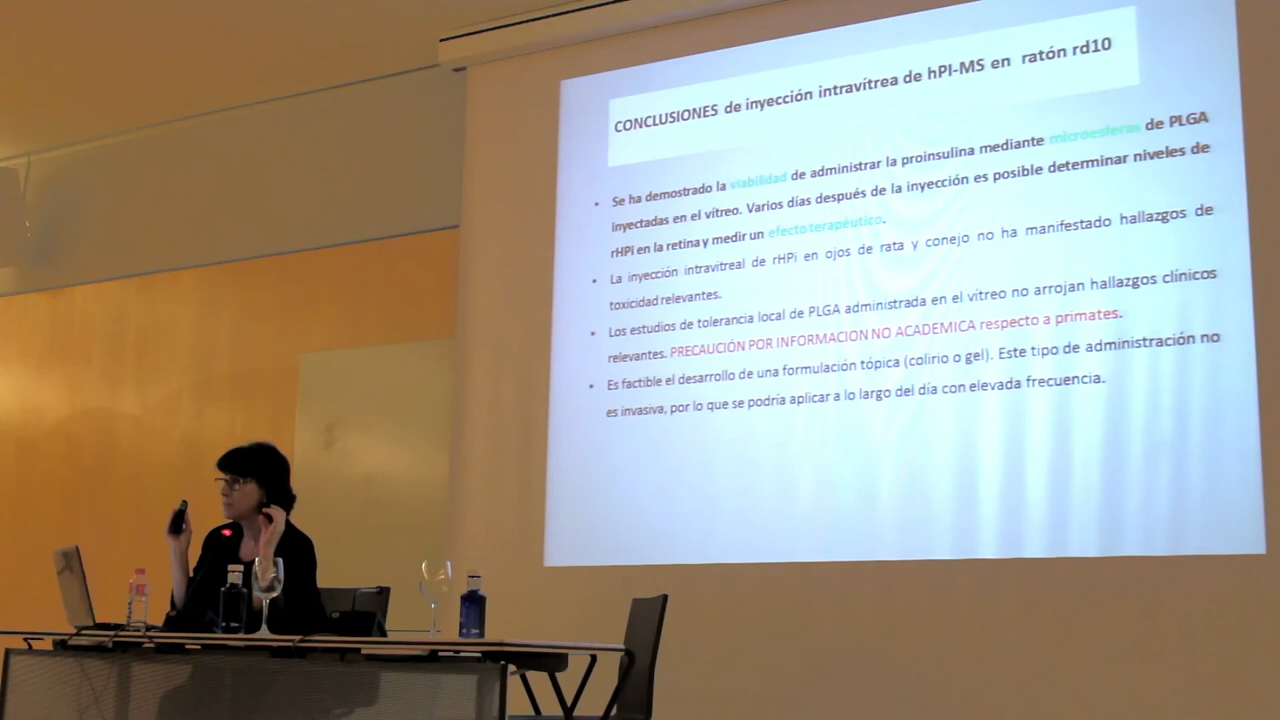 CONCLUSIONES de inyección intravítrea de hPI-MS en ratón rd10
• Se ha demostrado la viabilidad de administrar la proinsulina mediante microesferas de PLGA
inyectadas en el vítreo. Varios días después de la inyección es posible determinar niveles de
rHPi en la retina y medir un efecto terapéutico.
• La inyección intravitreal de rHPi en ojos de rata y conejo no ha manifestado hallazgos de
toxicidad relevantes.
• Los estudios de tolerancia local de PLGA administrada en el vítreo no arrojan hallazgos clínicos
relevantes. PRECAUCIÓN POR INFORMACION NO ACADEMICA respecto a primates.
• Es factible el desarrollo de una formulación tópica (colirio o gel). Este tipo de administración no
es invasiva, por lo que se podría aplicar a lo largo del día con elevada frecuencia.